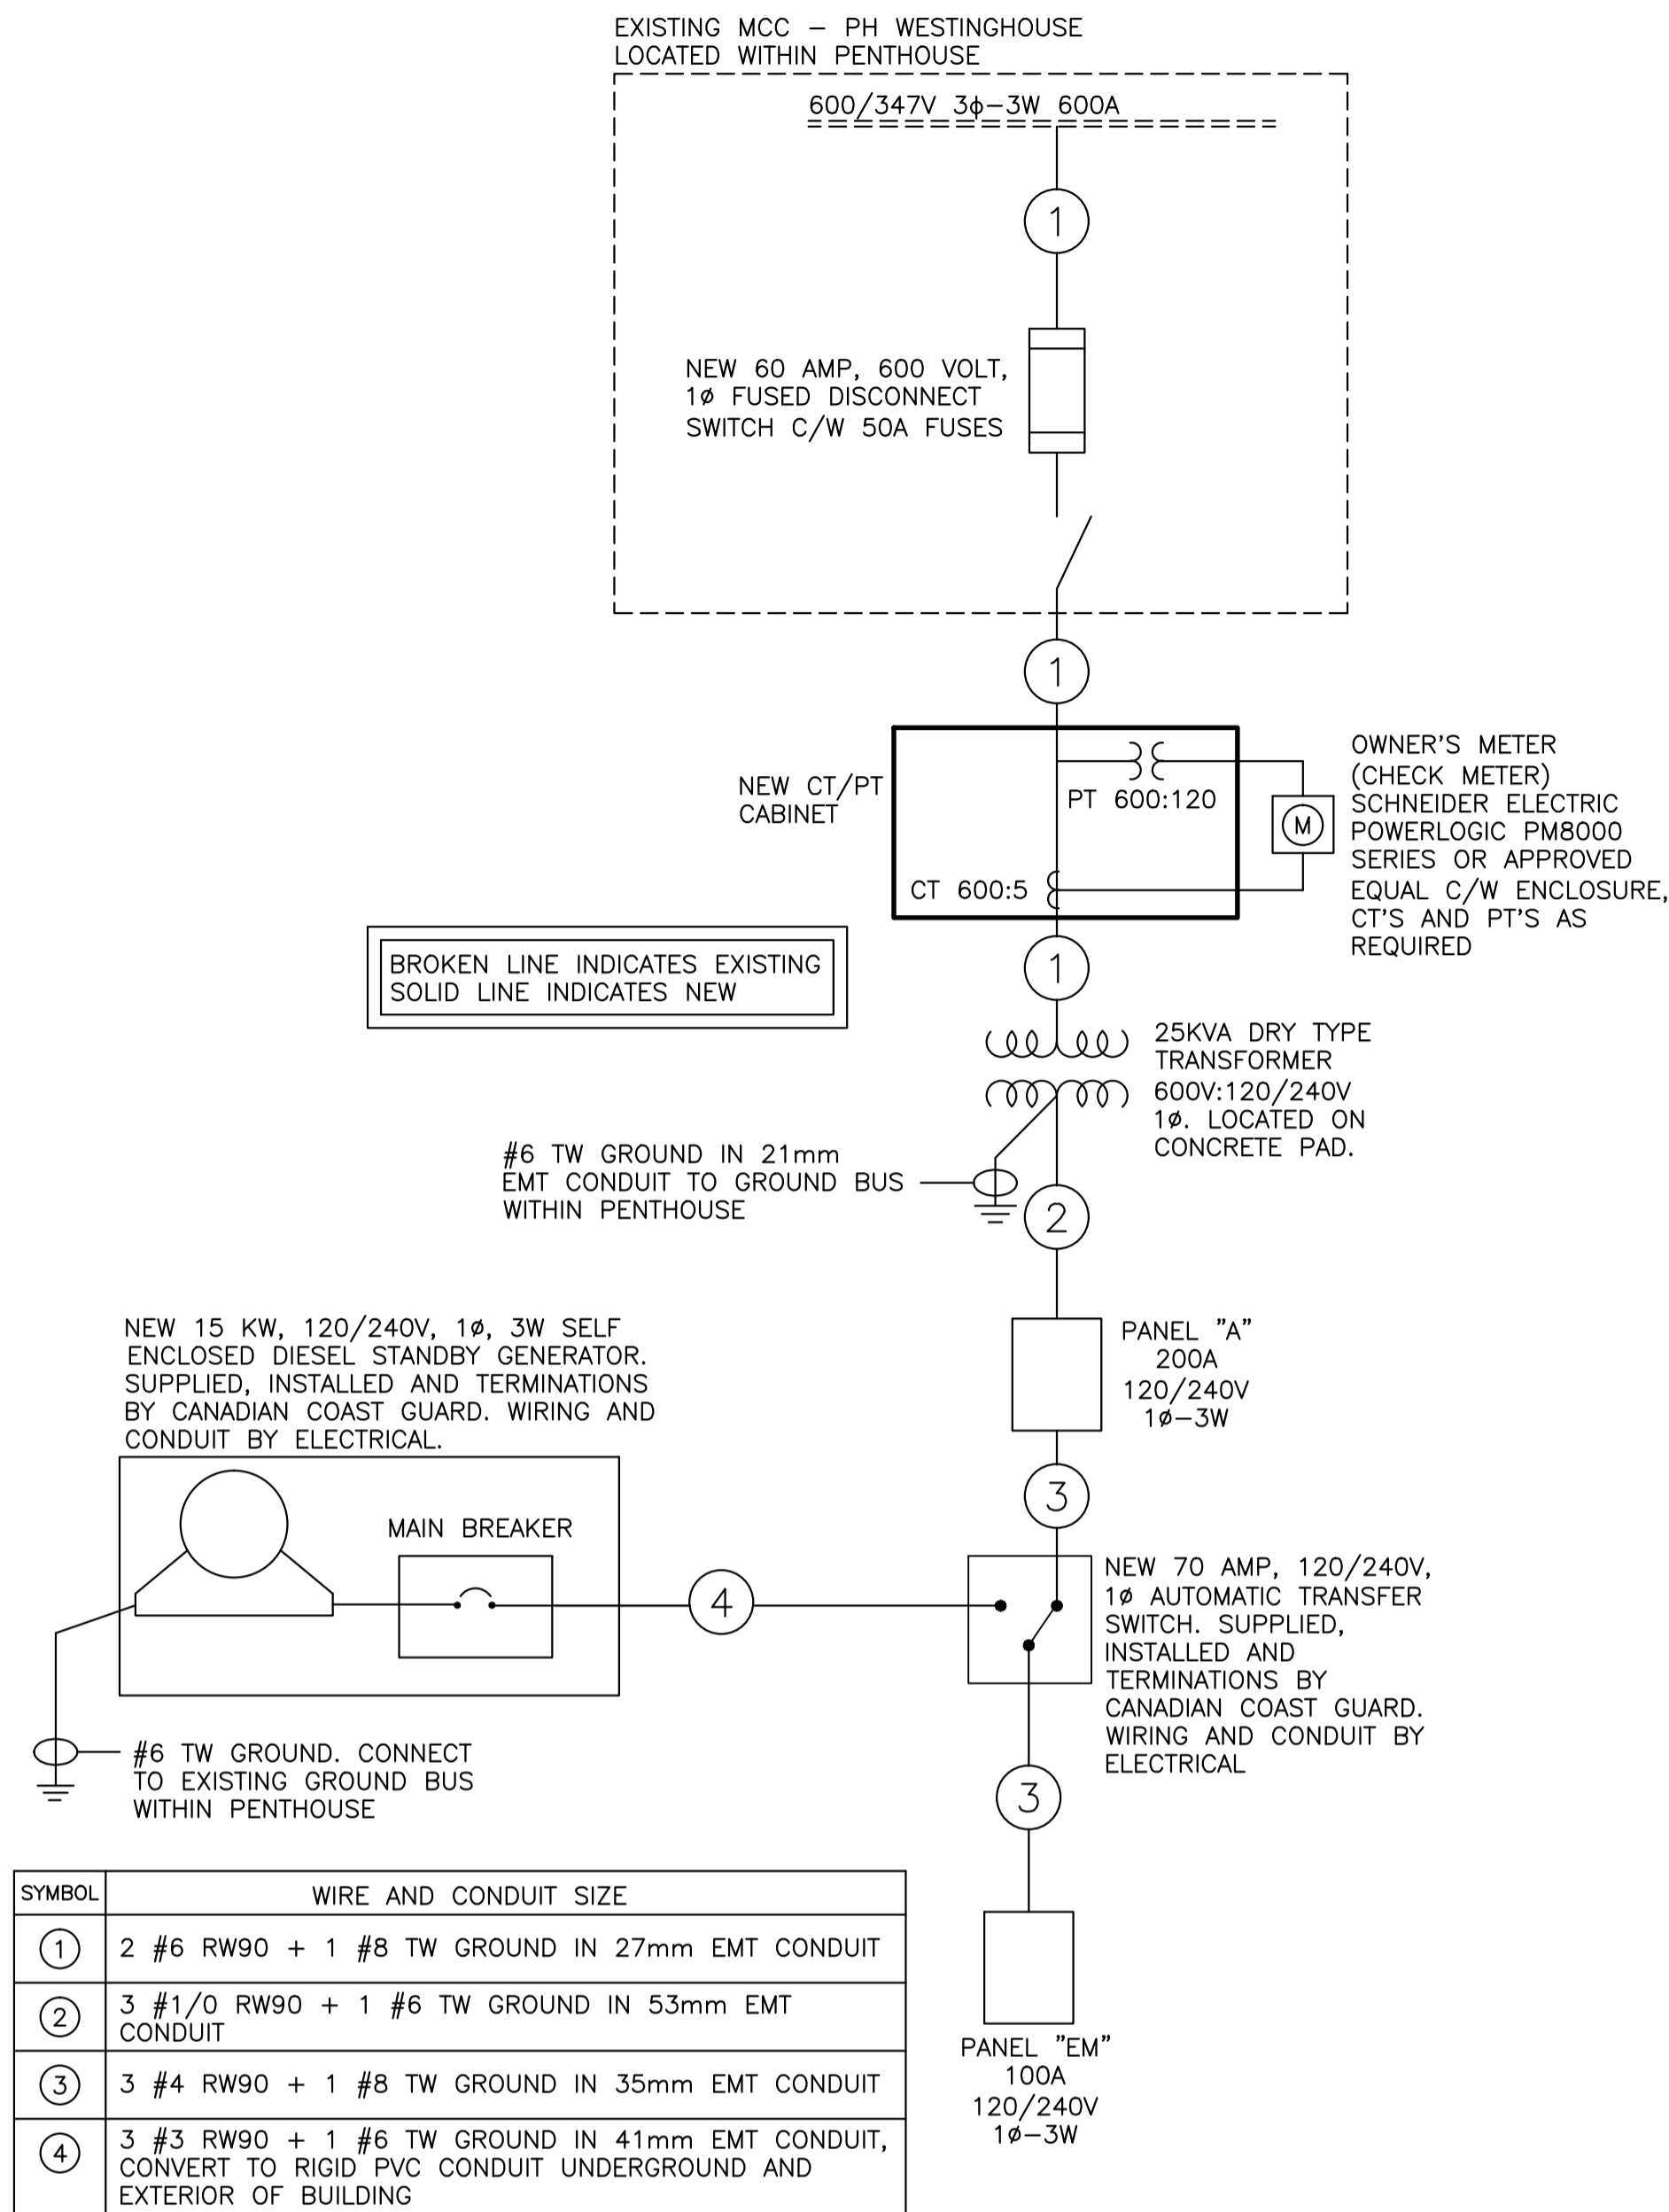 EXISTING MCC – PH WESTINGHOUSE
LOCATED WITHIN PENTHOUSE
600/347V 3ϕ–3W 600A
1
NEW 60 AMP, 600 VOLT,
1ø FUSED DISCONNECT
SWITCH C/W 50A FUSES
1
NEW CT/PT
CABINET
PT 600:120
CT 600:5
M
OWNER'S METER
(CHECK METER)
SCHNEIDER ELECTRIC
POWERLOGIC PM8000
SERIES OR APPROVED
EQUAL C/W ENCLOSURE,
CT'S AND PT'S AS
REQUIRED
BROKEN LINE INDICATES EXISTING
SOLID LINE INDICATES NEW
1
25KVA DRY TYPE
TRANSFORMER
600V:120/240V
1ø. LOCATED ON
CONCRETE PAD.
#6 TW GROUND IN 21mm
EMT CONDUIT TO GROUND BUS
WITHIN PENTHOUSE
2
PANEL "A"
200A
120/240V
1ø–3W
NEW 15 KW, 120/240V, 1ø, 3W SELF
ENCLOSED DIESEL STANDBY GENERATOR.
SUPPLIED, INSTALLED AND TERMINATIONS
BY CANADIAN COAST GUARD. WIRING AND
CONDUIT BY ELECTRICAL.
MAIN BREAKER
3
4
NEW 70 AMP, 120/240V,
1ø AUTOMATIC TRANSFER
SWITCH. SUPPLIED,
INSTALLED AND
TERMINATIONS BY
CANADIAN COAST GUARD.
WIRING AND CONDUIT BY
ELECTRICAL
#6 TW GROUND. CONNECT
TO EXISTING GROUND BUS
WITHIN PENTHOUSE
3
PANEL "EM"
100A
120/240V
1ø–3W
SYMBOL WIRE AND CONDUIT SIZE
1 2 #6 RW90 + 1 #8 TW GROUND IN 27mm EMT CONDUIT
2 3 #1/0 RW90 + 1 #6 TW GROUND IN 53mm EMT
CONDUIT
3 3 #4 RW90 + 1 #8 TW GROUND IN 35mm EMT CONDUIT
4 3 #3 RW90 + 1 #6 TW GROUND IN 41mm EMT CONDUIT,
CONVERT TO RIGID PVC CONDUIT UNDERGROUND AND
EXTERIOR OF BUILDING